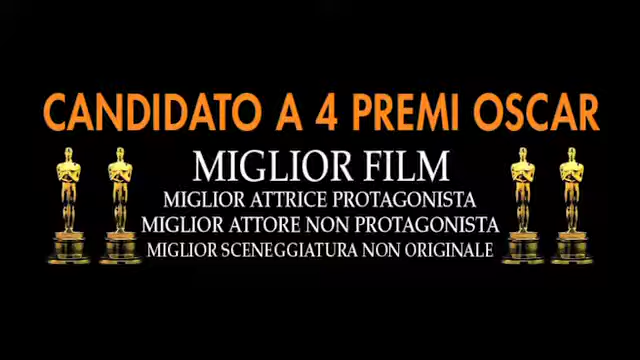 CANDIDATO A 4 PREMI OSCAR
MIGLIOR FILM
MIGLIOR ATTRICE PROTAGONISTA
MIGLIOR ATTORE NON PROTAGONISTA
MIGLIOR SCENEGGIATURA NON ORIGINALE